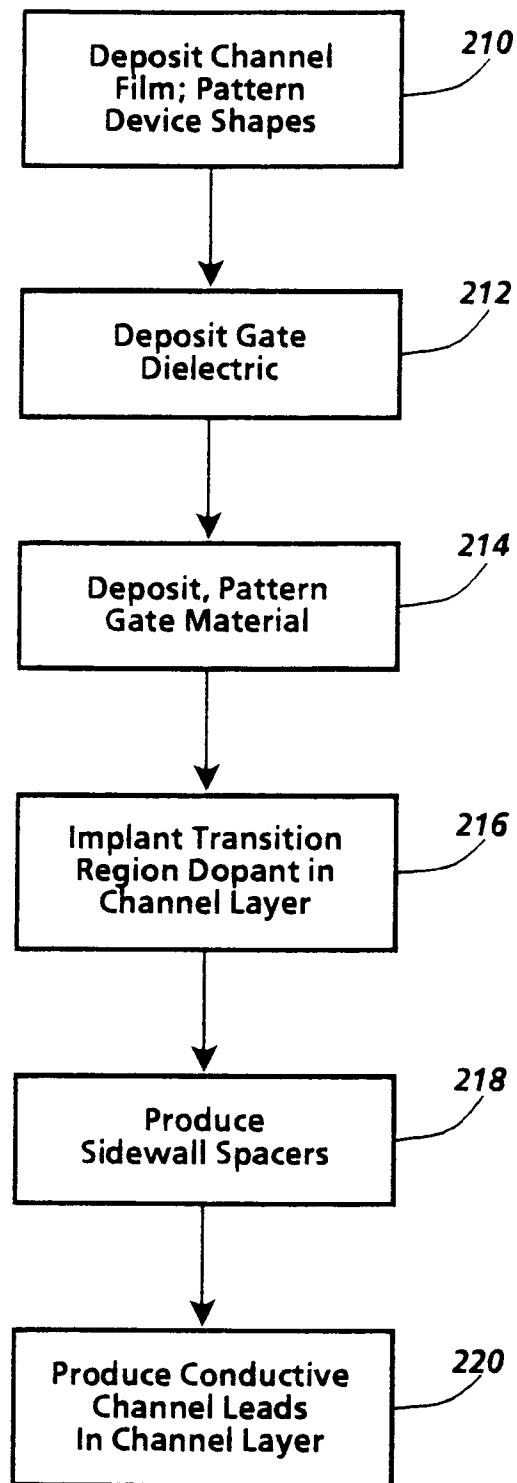 210
Deposit Channel
Film; Pattern
Device Shapes
212
Deposit Gate
Dielectric
214
Deposit, Pattern
Gate Material
216
Implant Transition
Region Dopant in
Channel Layer
218
Produce
Sidewall Spacers
220
Produce Conductive
Channel Leads
In Channel Layer